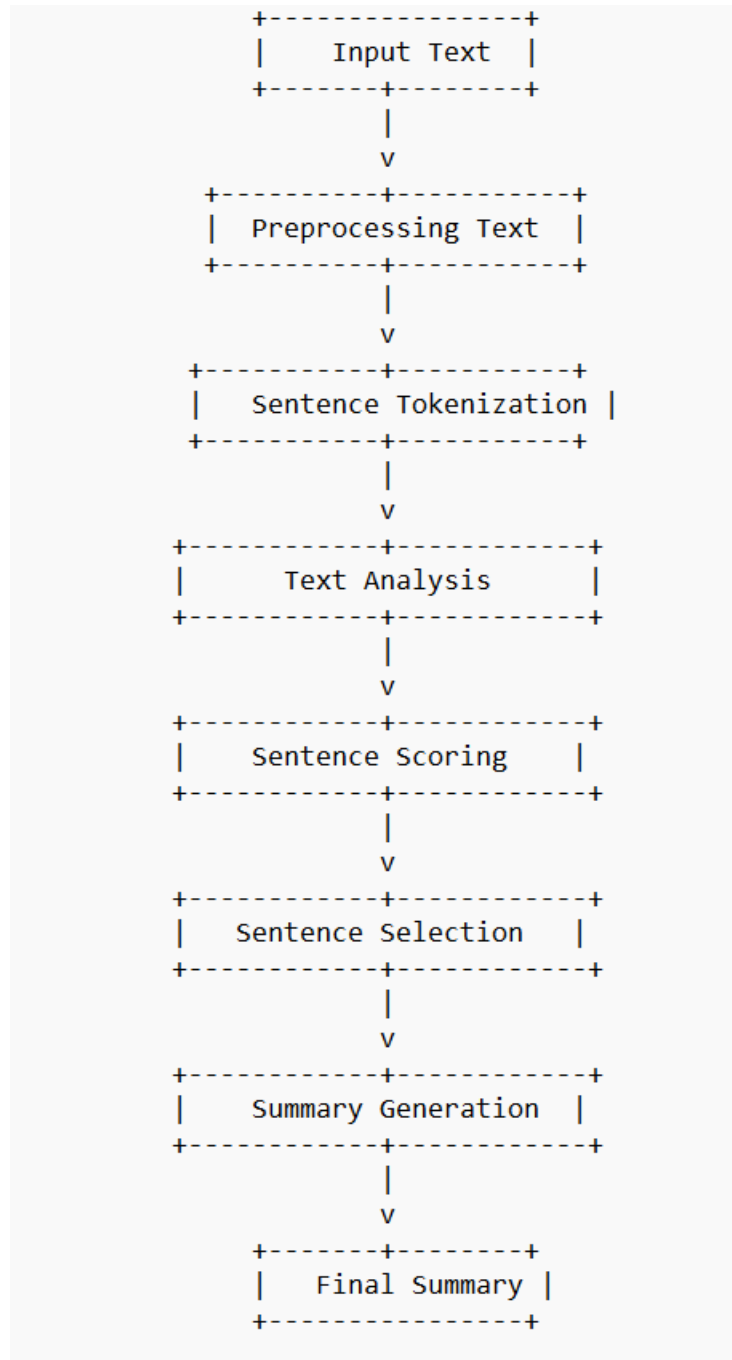 +----------------+
|    Input Text  |
+-------+--------+
|
v
+----------+-----------+
|  Preprocessing Text  |
+----------+-----------+
|
v
+-----------+-----------+
|   Sentence Tokenization |
+-----------+-----------+
|
v
+------------+------------+
|      Text Analysis      |
+------------+------------+
|
v
+------------+------------+
|    Sentence Scoring    |
+------------+------------+
|
v
+------------+------------+
|   Sentence Selection   |
+------------+------------+
|
v
+------------+------------+
|    Summary Generation  |
+------------+------------+
|
v
+-------+--------+
|   Final Summary |
+----------------+